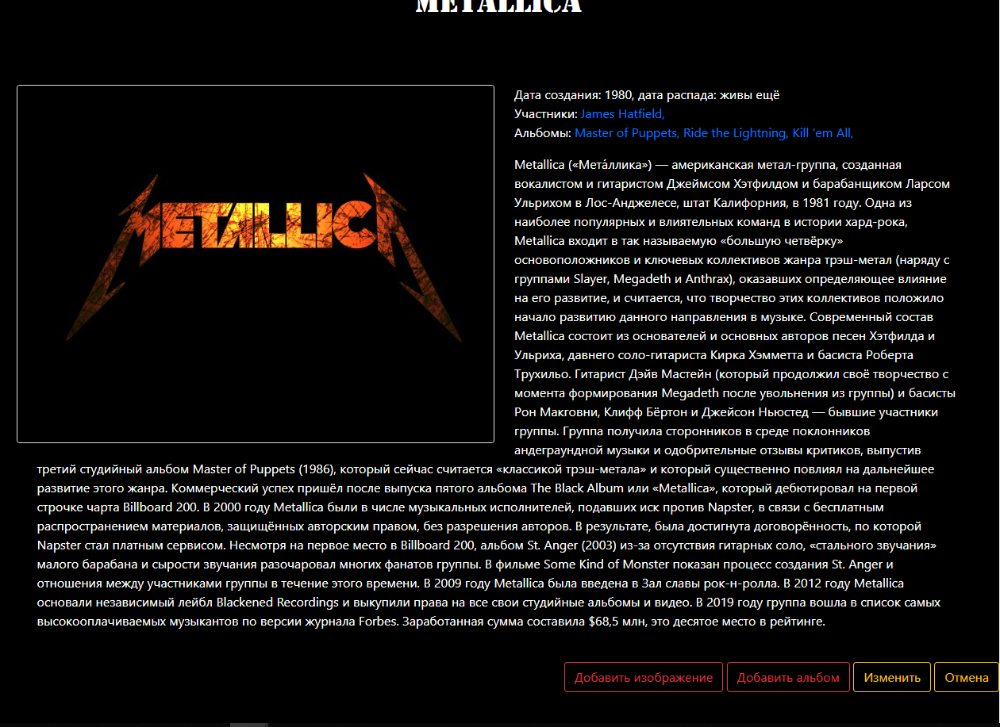 METALLICA
METALLICA
Дата создания: 1980, дата распада: живы ещё
Участники: James Hatfield,
Альбомы: Master of Puppets, Ride the Lightning, Kill 'em All,
Metallica («Мета́ллика») — американская метал-группа, созданная
вокалистом и гитаристом Джеймсом Хэтфилдом и барабанщиком Ларсом
Ульрихом в Лос-Анджелесе, штат Калифорния, в 1981 году. Одна из
наиболее популярных и влиятельных команд в истории хард-рока,
Metallica входит в так называемую «большую четвёрку»
основоположников и ключевых коллективов жанра трэш-метал (наряду с
группами Slayer, Megadeth и Anthrax), оказавших определяющее влияние
на его развитие, и считается, что творчество этих коллективов положило
начало развитию данного направления в музыке. Современный состав
Metallica состоит из основателей и основных авторов песен Хэтфилда и
Ульриха, давнего соло-гитариста Кирка Хэмметта и басиста Роберта
Трухильо. Гитарист Дэйв Мастейн (который продолжил своё творчество с
момента формирования Megadeth после увольнения из группы) и басисты
Рон Макговни, Клифф Бёртон и Джейсон Ньюстед — бывшие участники
группы. Группа получила сторонников в среде поклонников
андеграундной музыки и одобрительные отзывы критиков, выпустив
третий студийный альбом Master of Puppets (1986), который сейчас считается «классикой трэш-метала» и который существенно повлиял на дальнейшее
развитие этого жанра. Коммерческий успех пришёл после выпуска пятого альбома The Black Album или «Metallica», который дебютировал на первой
строчке чарта Billboard 200. В 2000 году Metallica были в числе музыкальных исполнителей, подавших иск против Napster, в связи с бесплатным
распространением материалов, защищённых авторским правом, без разрешения авторов. В результате, была достигнута договорённость, по которой
Napster стал платным сервисом. Несмотря на первое место в Billboard 200, альбом St. Anger (2003) из-за отсутствия гитарных соло, «стального звучания»
малого барабана и сырости звучания разочаровал многих фанатов группы. В фильме Some Kind of Monster показан процесс создания St. Anger и
отношения между участниками группы в течение этого времени. В 2009 году Metallica была введена в Зал славы рок-н-ролла. В 2012 году Metallica
основали независимый лейбл Blackened Recordings и выкупили права на все свои студийные альбомы и видео. В 2019 году группа вошла в список самых
высокооплачиваемых музыкантов по версии журнала Forbes. Заработанная сумма составила $68,5 млн, это десятое место в рейтинге.
Добавить изображение Добавить альбом Изменить Отмена